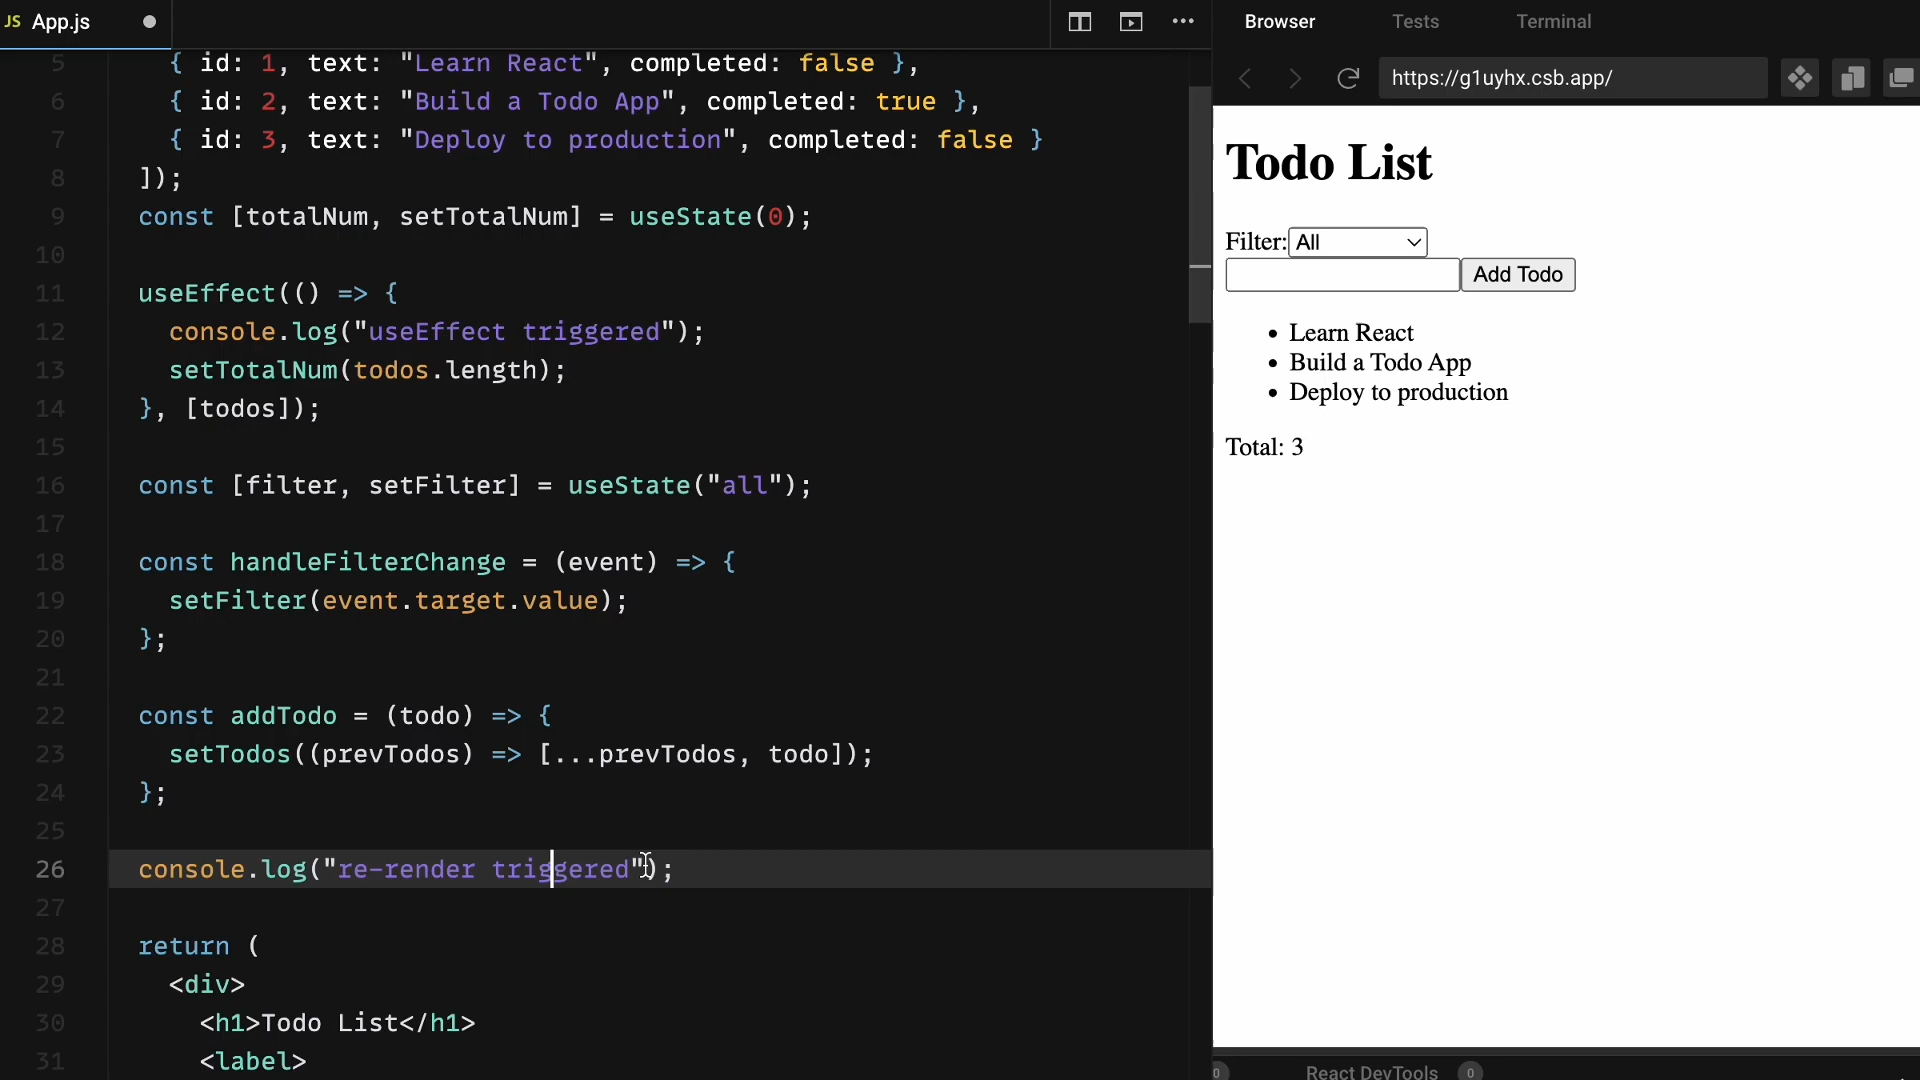 JS App.js
Browser
Tests
Terminal
https://g1uyhx.csb.app/
5 { id: 1, text: "Learn React", completed: false },
6 { id: 2, text: "Build a Todo App", completed: true },
7 { id: 3, text: "Deploy to production", completed: false }
8 ]);
9 const [totalNum, setTotalNum] = useState(0);
10
11 useEffect(() => {
12 console.log("useEffect triggered");
13 setTotalNum(todos.length);
14 }, [todos]);
15
16 const [filter, setFilter] = useState("all");
17
18 const handleFilterChange = (event) => {
19 setFilter(event.target.value);
20 };
21
22 const addTodo = (todo) => {
23 setTodos((prevTodos) => [...prevTodos, todo]);
24 };
25
26 console.log("re-render triggered");
27
28 return (
29 <div>
30 <h1>Todo List</h1>
31 <label>
Todo List
Filter: All
Add Todo
Learn React
Build a Todo App
Deploy to production
Total: 3
0 React DevTools 0